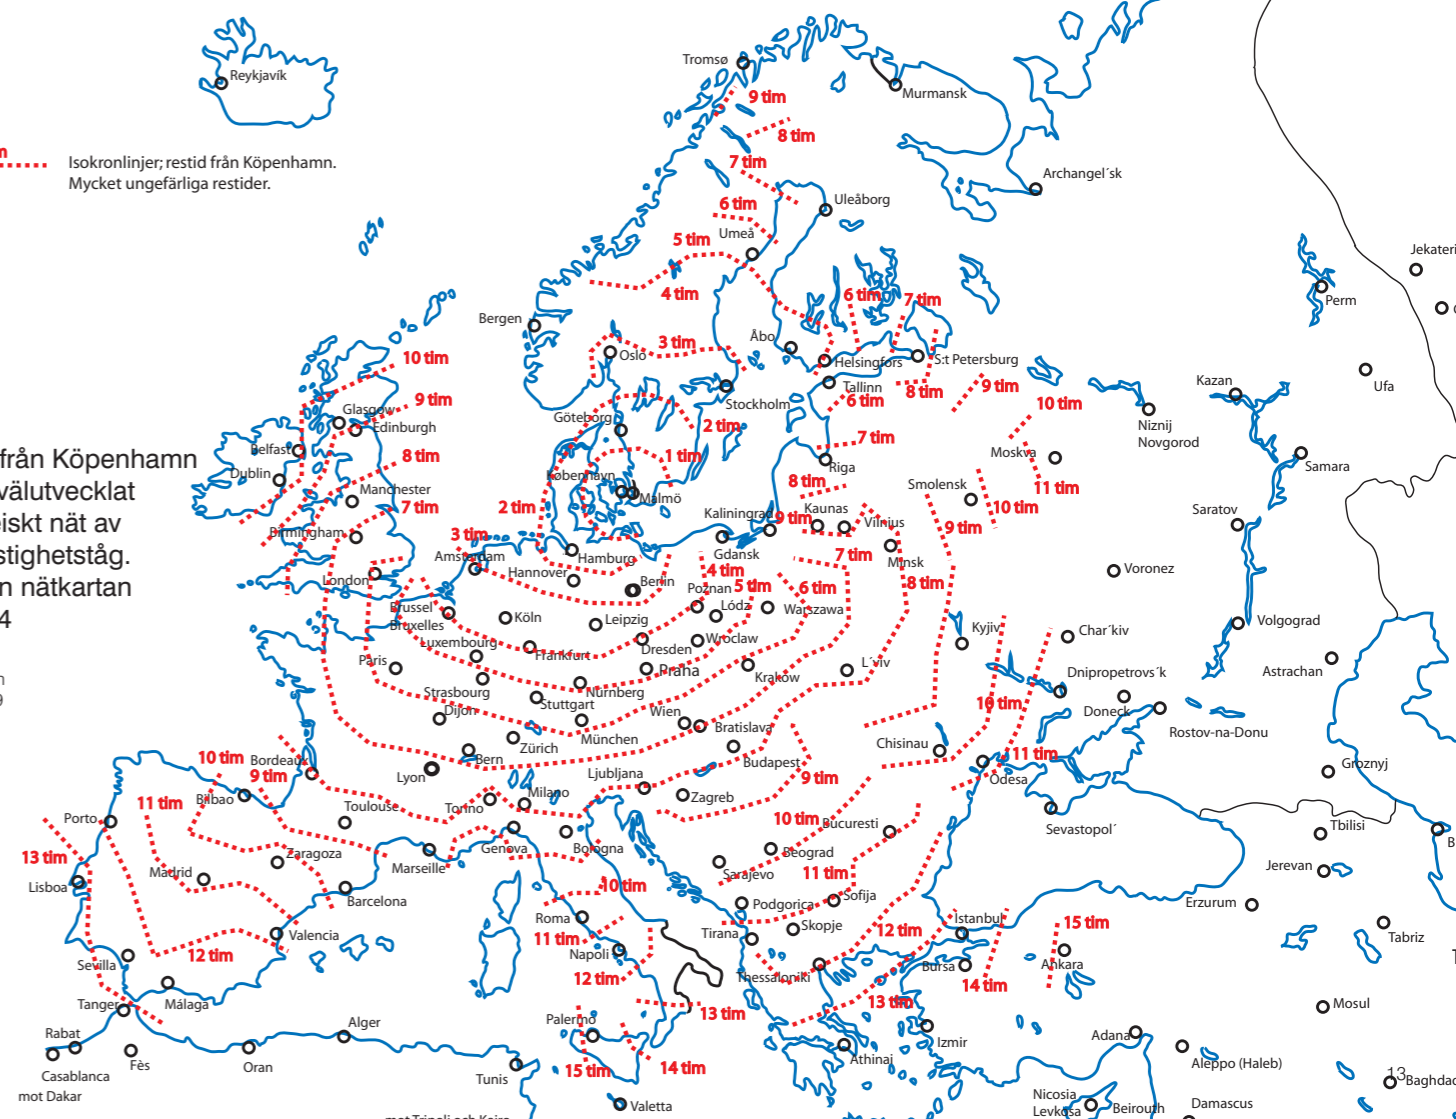 Tromsø
Reykjavík
Murmansk
9 tim
8 tim
Isokronlinjer; restid från Köpenhamn.
Mycket ungefärliga restider.
7 tim
Archangel´sk
6 tim
Uleåborg
Umeå
5 tim
4 tim
6 tim
7 tim
Jekateri
Perm
Bergen
Åbo
3 tim
Oslo
Helsingfors
S:t Petersburg
10 tim
Tallinn
8 tim
9 tim
Kazan
Ufa
9 tim
Glasgow
Edinburgh
Göteborg
Stockholm
6 tim
10 tim
Niznij
Novgorod
2 tim
7 tim
från Köpenhamn
välutvecklat
eiskt nät av
stighetståg.
n nätkartan
4
n
9
Belfast
Dublin
8 tim
Manchester
7 tim
Birmingham
London
1 tim
København
Malmö
2 tim
3 tim
Riga
Moskva
11 tim
Samara
8 tim
Smolensk
10 tim
Kaliningrad
9 tim
Kaunas
Vilnius
9 tim
Saratov
Gdansk
7 tim
Minsk
8 tim
Amsterdam
Hamburg
Hannover
Berlin
4 tim
5 tim
6 tim
Poznan
Lódz
Warszawa
Voronez
Brussel
Bruxelles
Köln
Leipzig
Dresden
Wroclaw
Kyjiv
Char´kiv
Volgograd
Luxembourg
Frankfurt
Praha
Kraków
L´viv
Astrachan
Paris
Strasbourg
Nürnberg
Stuttgart
Dnipropetrovs´k
Doneck
Rostov-na-Donu
10 tim
Dijon
München
Wien
Bratislava
Chisinau
Zürich
Bern
Budapest
11 tim
Odesa
Groznyj
10 tim
Bordeaux
9 tim
Lyon
Ljubljana
Zagreb
9 tim
Bilbao
11 tim
Toulouse
Torino
Milano
Sevastopol´
Tbilisi
B
Porto
10 tim
Bucuresti
13 tim
Zaragoza
Marseille
Genova
Bologna
Beograd
Jerevan
Lisboa
Madrid
Barcelona
10 tim
Sarajevo
11 tim
Sofija
Podgorica
Erzurum
Roma
Valencia
11 tim
Tirana
Skopje
12 tim
Istanbul
15 tim
Tabriz
12 tim
Napoli
Sevilla
12 tim
Thessaloniki
Bursa
Ankara
14 tim
Tanger
Málaga
13 tim
13 tim
Mosul
Palermo
Rabat
Alger
Izmir
Adana
Athinaj
Casablanca
mot Dakar
Fès
Oran
Tunis
15 tim
14 tim
Aleppo (Haleb)
13
Baghdad
Valetta
Nicosia
Levkosa
Beirouth
Damascus
mot Tripoli och Kairo